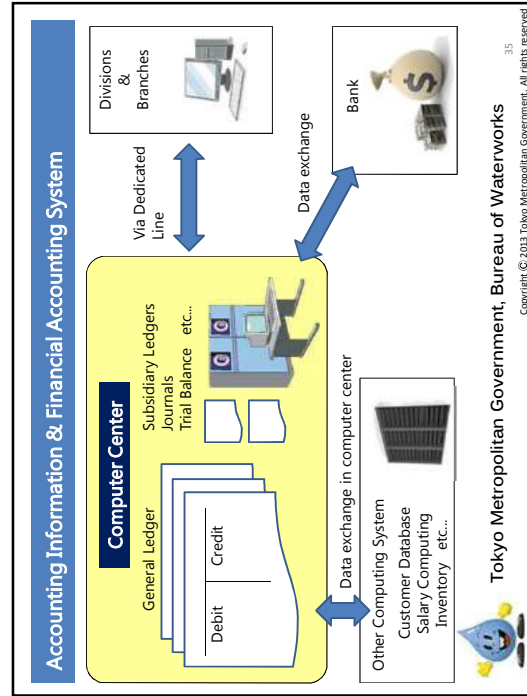 Accounting Information & Financial Accounting System
Computer Center
General Ledger
Debit
Credit
Subsidiary Ledgers
Journals
Trial Balance etc...
Via Dedicated
Line
Divisions
&
Branches
Data exchange
Bank
Data exchange in computer center
Other Computing System
Customer Database
Salary Computing
Inventory etc...
Tokyo Metropolitan Government, Bureau of Waterworks
35
Copyright © 2013 Tokyo Metropolitan Government. All rights reserved